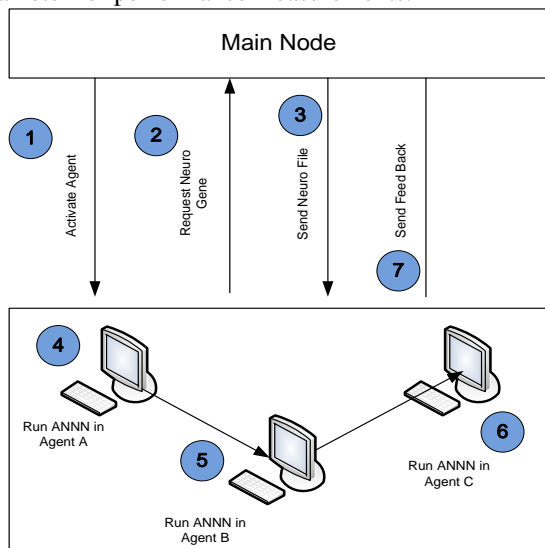 Main Node
1
2
3
Activate Agent
Request Neuro
Gene
Send Neuro File
Send Feed Back
7
4
Run ANNN in
Agent A
5
Run ANNN in
Agent B
6
Run ANNN in
Agent C